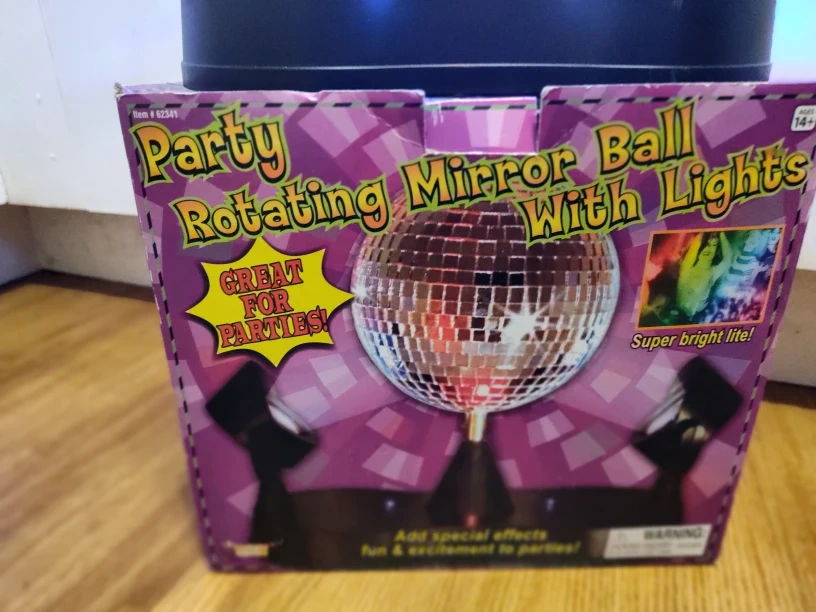 Item # 62341
AGES
14+
Party
Rotating Mirror Ball
With Lights
GREAT
FOR
PARTIES!
Super bright lite!
Add special effects
fun & excitement to parties!
WARNING: